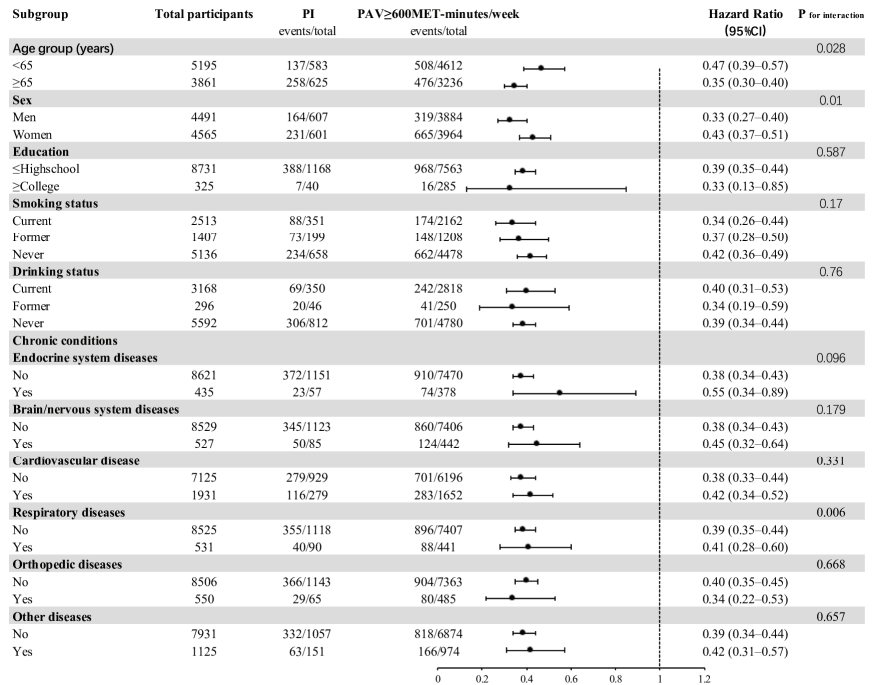 Subgroup Total participants PI PAV≥600MET-minutes/week Hazard Ratio P for interaction
events/total events/total (95%CI)
Age group (years) 0.028
<65 5195 137/583 508/4612 0.47 (0.39–0.57)
≥65 3861 258/625 476/3236 0.35 (0.30–0.40)
Sex 0.01
Men 4491 164/607 319/3884 0.33 (0.27–0.40)
Women 4565 231/601 665/3964 0.43 (0.37–0.51)
Education 0.587
≤Highschool 8731 388/1168 968/7563 0.39 (0.35–0.44)
≥College 325 7/40 16/285 0.33 (0.13–0.85)
Smoking status 0.17
Current 2513 88/351 174/2162 0.34 (0.26–0.44)
Former 1407 73/199 148/1208 0.37 (0.28–0.50)
Never 5136 234/658 662/4478 0.42 (0.36–0.49)
Drinking status 0.76
Current 3168 69/350 242/2818 0.40 (0.31–0.53)
Former 296 20/46 41/250 0.34 (0.19–0.59)
Never 5592 306/812 701/4780 0.39 (0.34–0.44)
Chronic conditions
Endocrine system diseases 0.096
No 8621 372/1151 910/7470 0.38 (0.34–0.43)
Yes 435 23/57 74/378 0.55 (0.34–0.89)
Brain/nervous system diseases 0.179
No 8529 345/1123 860/7406 0.38 (0.34–0.43)
Yes 527 50/85 124/442 0.45 (0.32–0.64)
Cardiovascular disease 0.331
No 7125 279/929 701/6196 0.38 (0.33–0.44)
Yes 1931 116/279 283/1652 0.42 (0.34–0.52)
Respiratory diseases 0.006
No 8525 355/1118 896/7407 0.39 (0.35–0.44)
Yes 531 40/90 88/441 0.41 (0.28–0.60)
Orthopedic diseases 0.668
No 8506 366/1143 904/7363 0.40 (0.35–0.45)
Yes 550 29/65 80/485 0.34 (0.22–0.53)
Other diseases 0.657
No 7931 332/1057 818/6874 0.39 (0.34–0.44)
Yes 1125 63/151 166/974 0.42 (0.31–0.57)
0 0.2 0.4 0.6 0.8 1 1.2